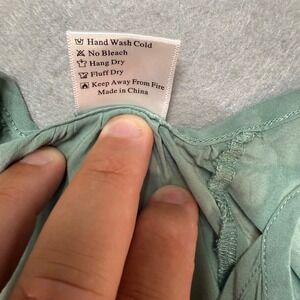 Hand Wash Cold
No Bleach
Hang Dry
Fluff Dry
Keep Away From Fire
Made in China